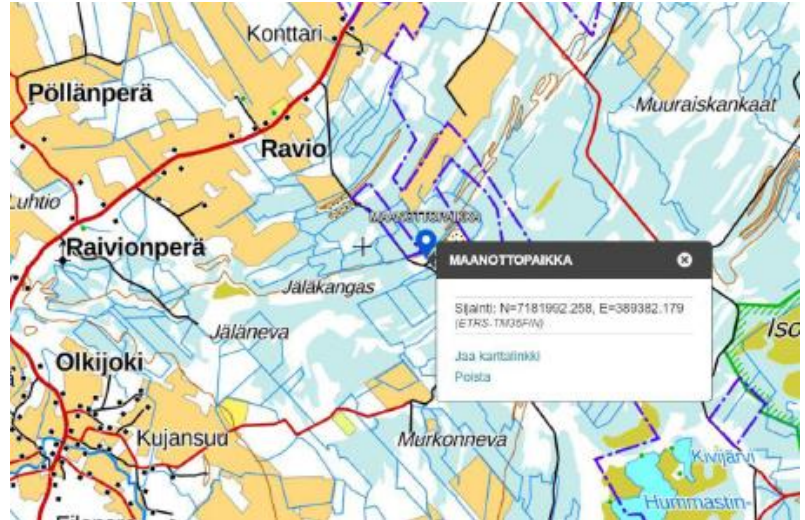 Konttari
Pöllänperä
Muuraiskankaat
Ravio
Luhtio
MAANOTTOPAIKKA
Raivionperä
MAANOTTOPAIKKA
Jäläkangas
Sijainti: N=7181992.258, E=389382.179
(ETRS-TM35FIN)
Iso
Jäläneva
Jaa karttalinkki
Olkijoki
Poista
Kujansuu
Murkonneva
Kivijärvi
Hummastin-